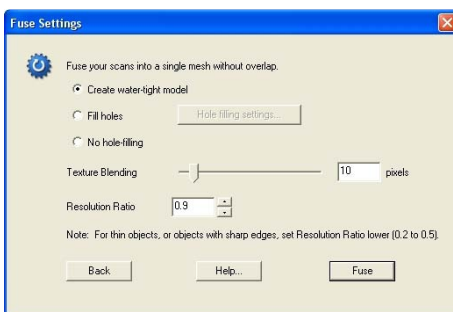 Fuse Settings
Fuse your scans into a single mesh without overlap.
Create water-tight model
Fill holes
Hole filling settings...
No hole-filling
Texture Blending 10 pixels
Resolution Ratio 0.9
Note: For thin objects, or objects with sharp edges, set Resolution Ratio lower (0.2 to 0.5).
Back Help... Fuse